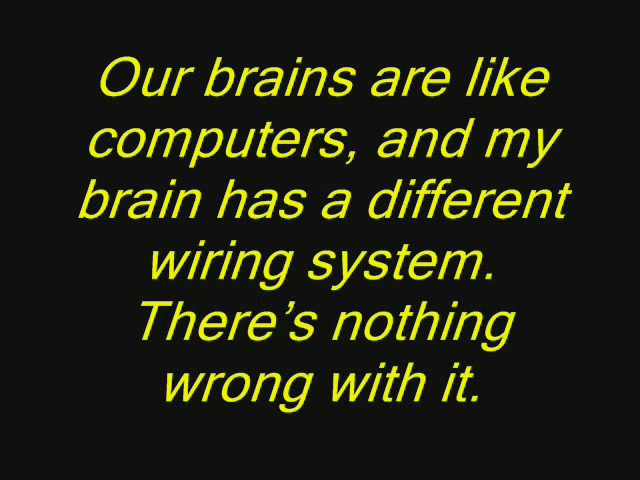 Our brains are like
computers, and my
brain has a different
wiring system.
There’s nothing
wrong with it.